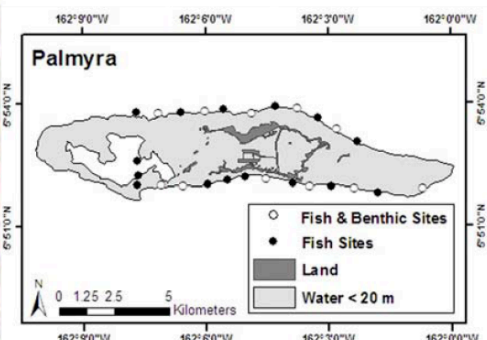 162°9'0"W 162°6'0"W 162°3'0"W 162°0'0"W
Palmyra
5°54'0"N 5°54'0"N
5°51'0"N 5°51'0"N
Fish & Benthic Sites
Fish Sites
Land
Water < 20 m
N
0 1.25 2.5 5
Kilometers
162°9'0"W 162°6'0"W 162°3'0"W 162°0'0"W